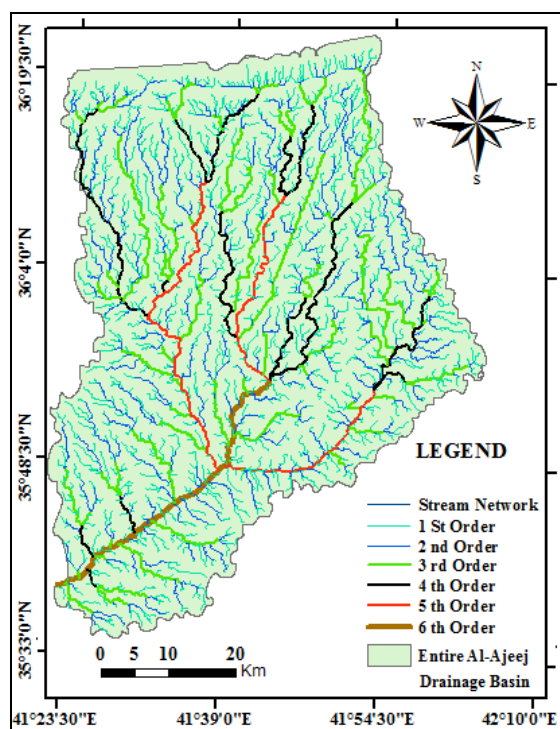 36°19'30"N
36°4'0"N
35°48'30"N
35°33'0"N
N
W
E
S
LEGEND
Stream Network
1 St Order
2 nd Order
3 rd Order
4 th Order
5 th Order
6 th Order
Entire Al-Ajeej
Drainage Basin
0 5 10 20
Km
41°23'30"E 41°39'0"E 41°54'30"E 42°10'0"E